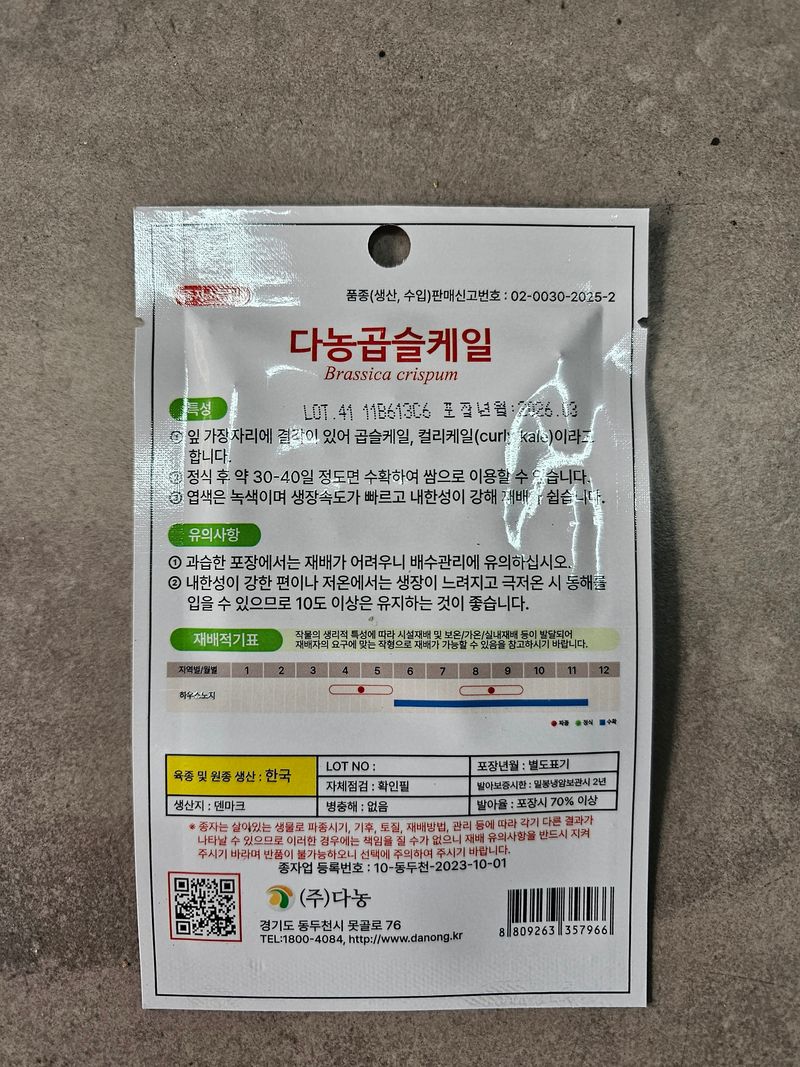 품종(생산, 수입)판매신고번호 : 02-0030-2025-2
다농곱슬케일
Brassica crispum
특성
LOT.41 11B613C6 포장년월:2026.03
① 잎 가장자리에 결각이 있어 곱슬케일, 컬리케일(curly kale)이라고
합니다.
② 정식 후 약 30-40일 정도면 수확하여 쌈으로 이용할 수 있습니다.
③ 엽색은 녹색이며 생장속도가 빠르고 내한성이 강해 재배가 쉽습니다.
유의사항
① 과습한 포장에서는 재배가 어려우니 배수관리에 유의하십시오.
② 내한성이 강한 편이나 저온에서는 생장이 느려지고 극저온 시 동해를
입을 수 있으므로 10도 이상은 유지하는 것이 좋습니다.
재배적기표
작물의 생리적 특성에 따라 시설재배 및 보온/가온/실내재배 등이 발달되어
재배자의 요구에 맞는 작형으로 재배가 가능할 수 있음을 참고하시기 바랍니다.
지역별/월별 1 2 3 4 5 6 7 8 9 10 11 12
하우스노지
파종 정식 수확
육종 및 원종 생산 : 한국
LOT NO :
포장년월 : 별도표기
자체점검 : 확인필
발아보증시한 : 밀봉냉암보관시 2년
생산지 : 덴마크
병충해 : 없음
발아율 : 포장시 70% 이상
※ 종자는 살아있는 생물로 파종시기, 기후, 토질, 재배방법, 관리 등에 따라 각기 다른 결과가
나타날 수 있으므로 이러한 경우에는 책임을 질 수가 없으니 재배 유의사항을 반드시 지켜
주시기 바라며 반품이 불가능하오니 선택에 주의하여 주시기 바랍니다.
종자업 등록번호 : 10-동두천-2023-10-01
(주)다농
경기도 동두천시 못골로 76
TEL:1800-4084, http://www.danong.kr
8 809263 357966